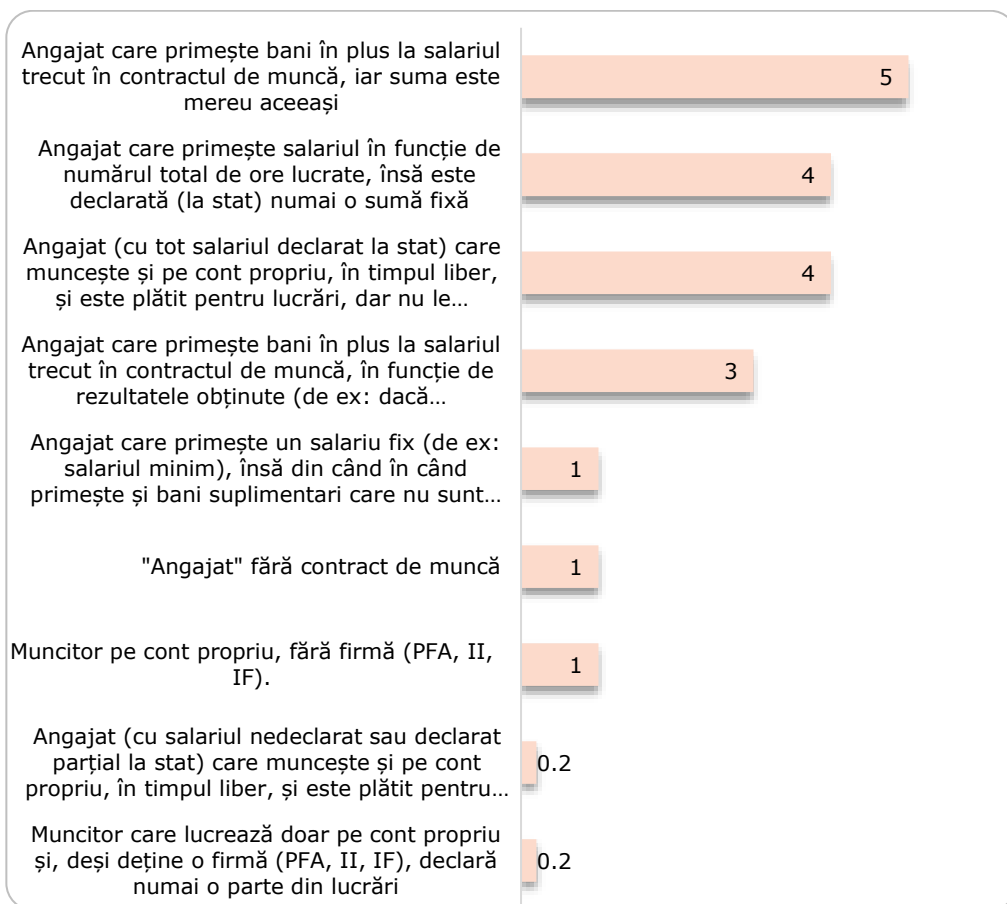 Angajat care primește bani în plus la salariul
trecut în contractul de muncă, iar suma este
mereu aceeași
5
Angajat care primește salariul în funcție de
numărul total de ore lucrate, însă este
declarată (la stat) numai o sumă fixă
4
Angajat (cu tot salariul declarat la stat) care
muncește și pe cont propriu, în timpul liber,
și este plătit pentru lucrări, dar nu le…
4
Angajat care primește bani în plus la salariul
trecut în contractul de muncă, în funcție de
rezultatele obținute (de ex: dacă…
3
Angajat care primește un salariu fix (de ex:
salariul minim), însă din când în când
primește și bani suplimentari care nu sunt…
1
"Angajat" fără contract de muncă
1
Muncitor pe cont propriu, fără firmă (PFA, II,
IF).
1
Angajat (cu salariul nedeclarat sau declarat
parțial la stat) care muncește și pe cont
propriu, în timpul liber, și este plătit pentru…
0.2
Muncitor care lucrează doar pe cont propriu
și, deși deține o firmă (PFA, II, IF), declară
numai o parte din lucrări
0.2